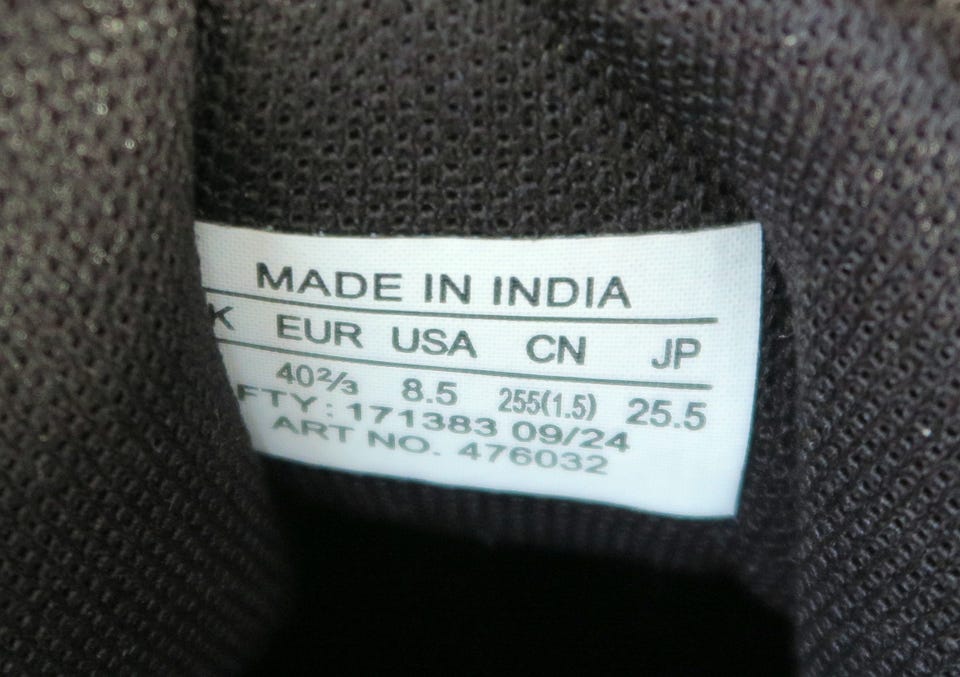 MADE IN INDIA
K EUR USA CN JP
40⅔ 8.5 255(1.5) 25.5
FTY: 171383 09/24
ART NO. 476032